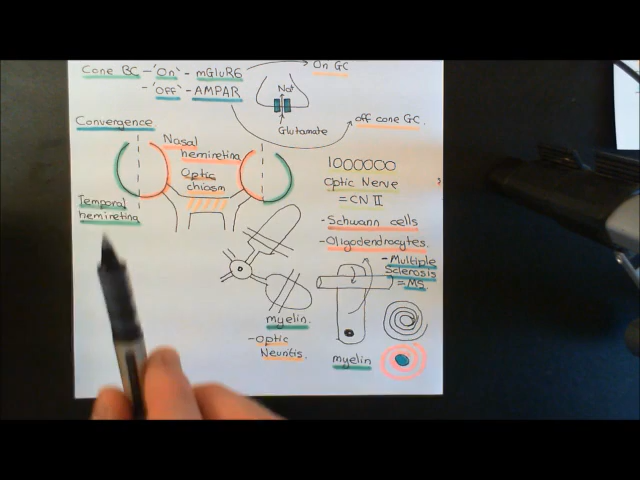 Cone BC - 'On' - mGluR6
On GC
- 'Off' - AMPAR
Na+
Glutamate
off cone GC.
Convergence
Nasal
hemiretina
Optic
chiasm
Temporal
hemiretina
1000000
Optic Nerve
= CN II
- Schwann cells
- Oligodendrocytes.
- Multiple
Sclerosis
= MS
myelin.
- Optic
Neuritis.
myelin